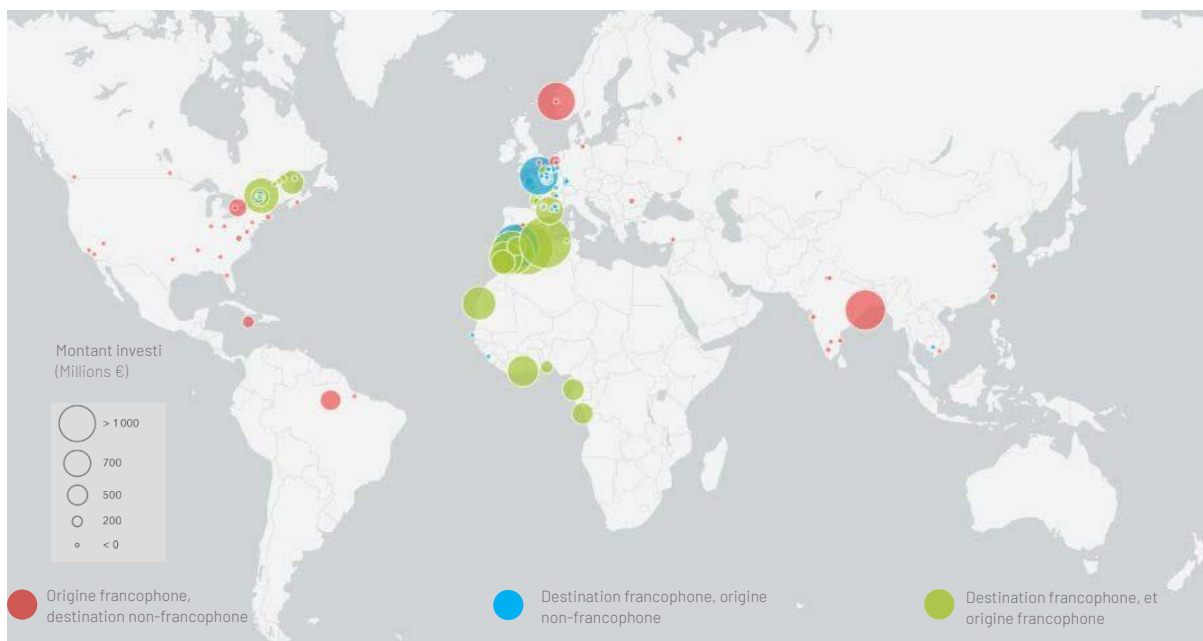 Montant investi
(Millions €)
> 1 000
700
500
200
< 0
Origine francophone,
destination non-francophone
Destination francophone, origine
non-francophone
Destination francophone, et
origine francophone